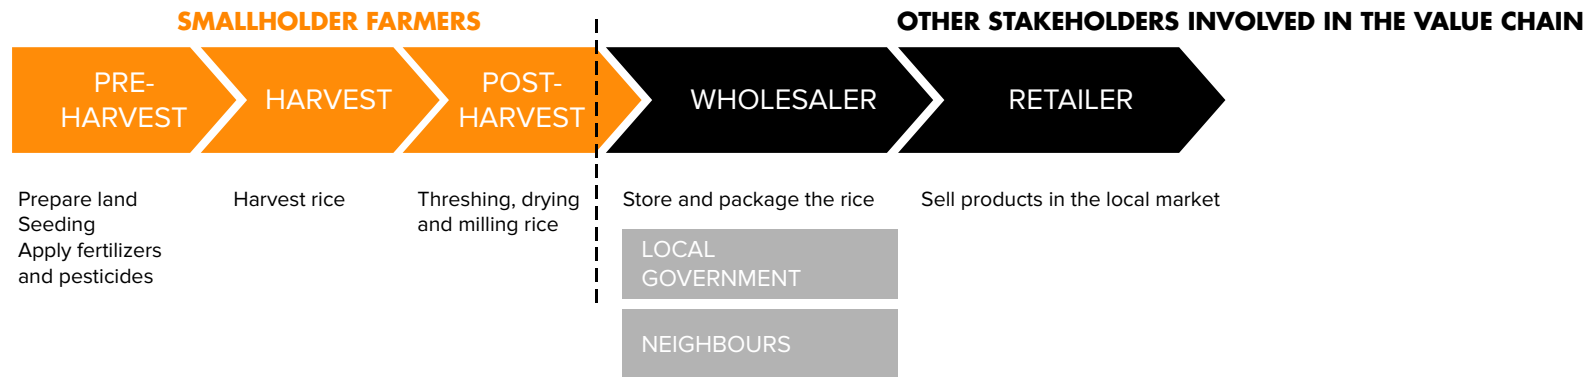 SMALLHOLDER FARMERS
OTHER STAKEHOLDERS INVOLVED IN THE VALUE CHAIN
PRE-
HARVEST
HARVEST
POST-
HARVEST
WHOLESALER
RETAILER
Prepare land
Seeding
Apply fertilizers
and pesticides
Harvest rice
Threshing, drying
and milling rice
Store and package the rice
Sell products in the local market
LOCAL
GOVERNMENT
NEIGHBOURS